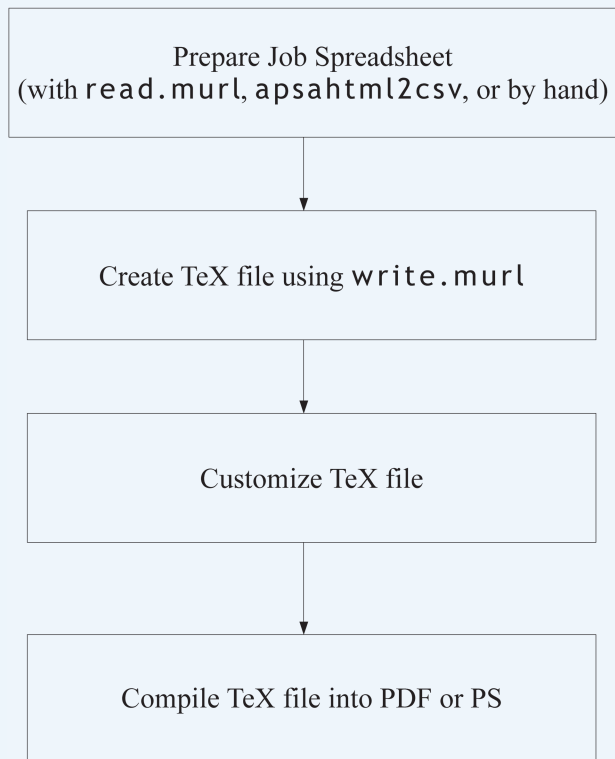 Prepare Job Spreadsheet
(with read.murl, apsahtml2csv, or by hand)
Create TeX file using write.murl
Customize TeX file
Compile TeX file into PDF or PS